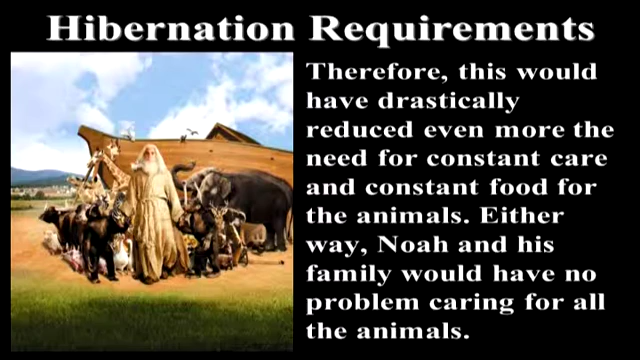 Hibernation Requirements
Therefore, this would
have drastically
reduced even more the
need for constant care
and constant food for
the animals. Either
way, Noah and his
family would have no
problem caring for all
the animals.